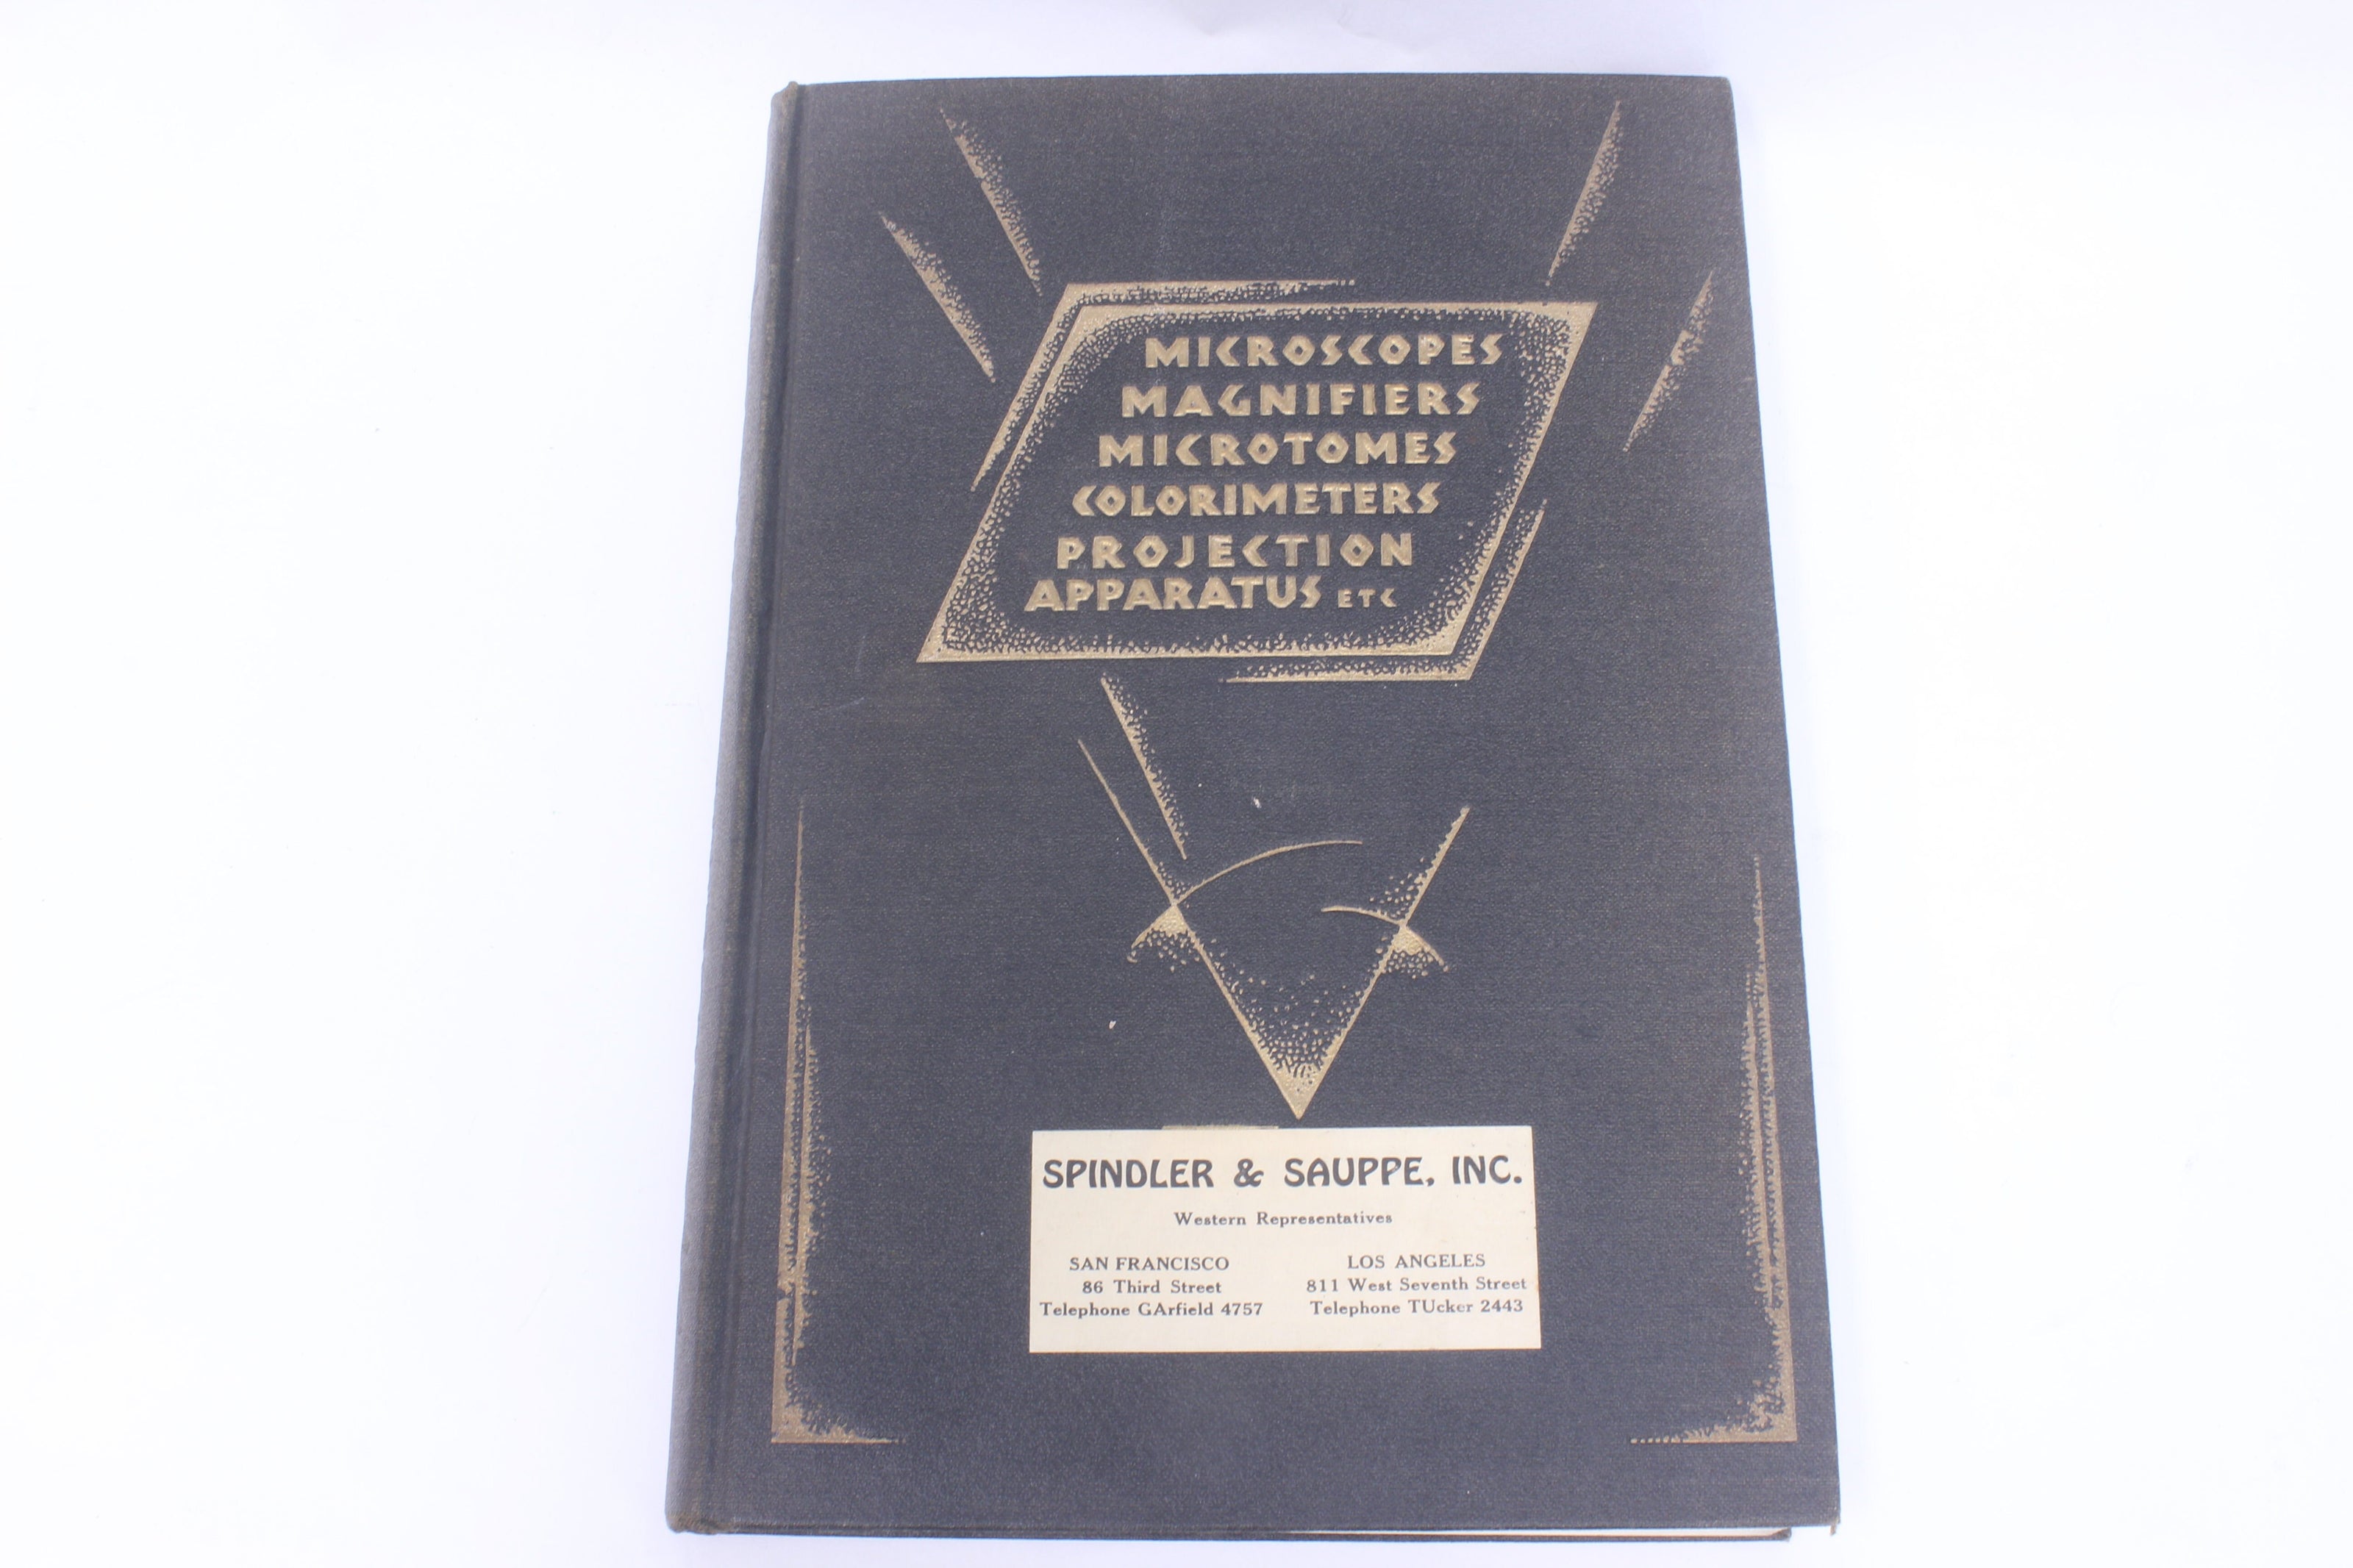 MICROSCOPES
MAGNIFIERS
MICROTOMES
COLORIMETERS
PROJECTION
APPARATUS ETC
SPINDLER & SAUPPE, INC.
Western Representatives
SAN FRANCISCO
86 Third Street
Telephone GArfield 4757
LOS ANGELES
811 West Seventh Street
Telephone TUcker 2443